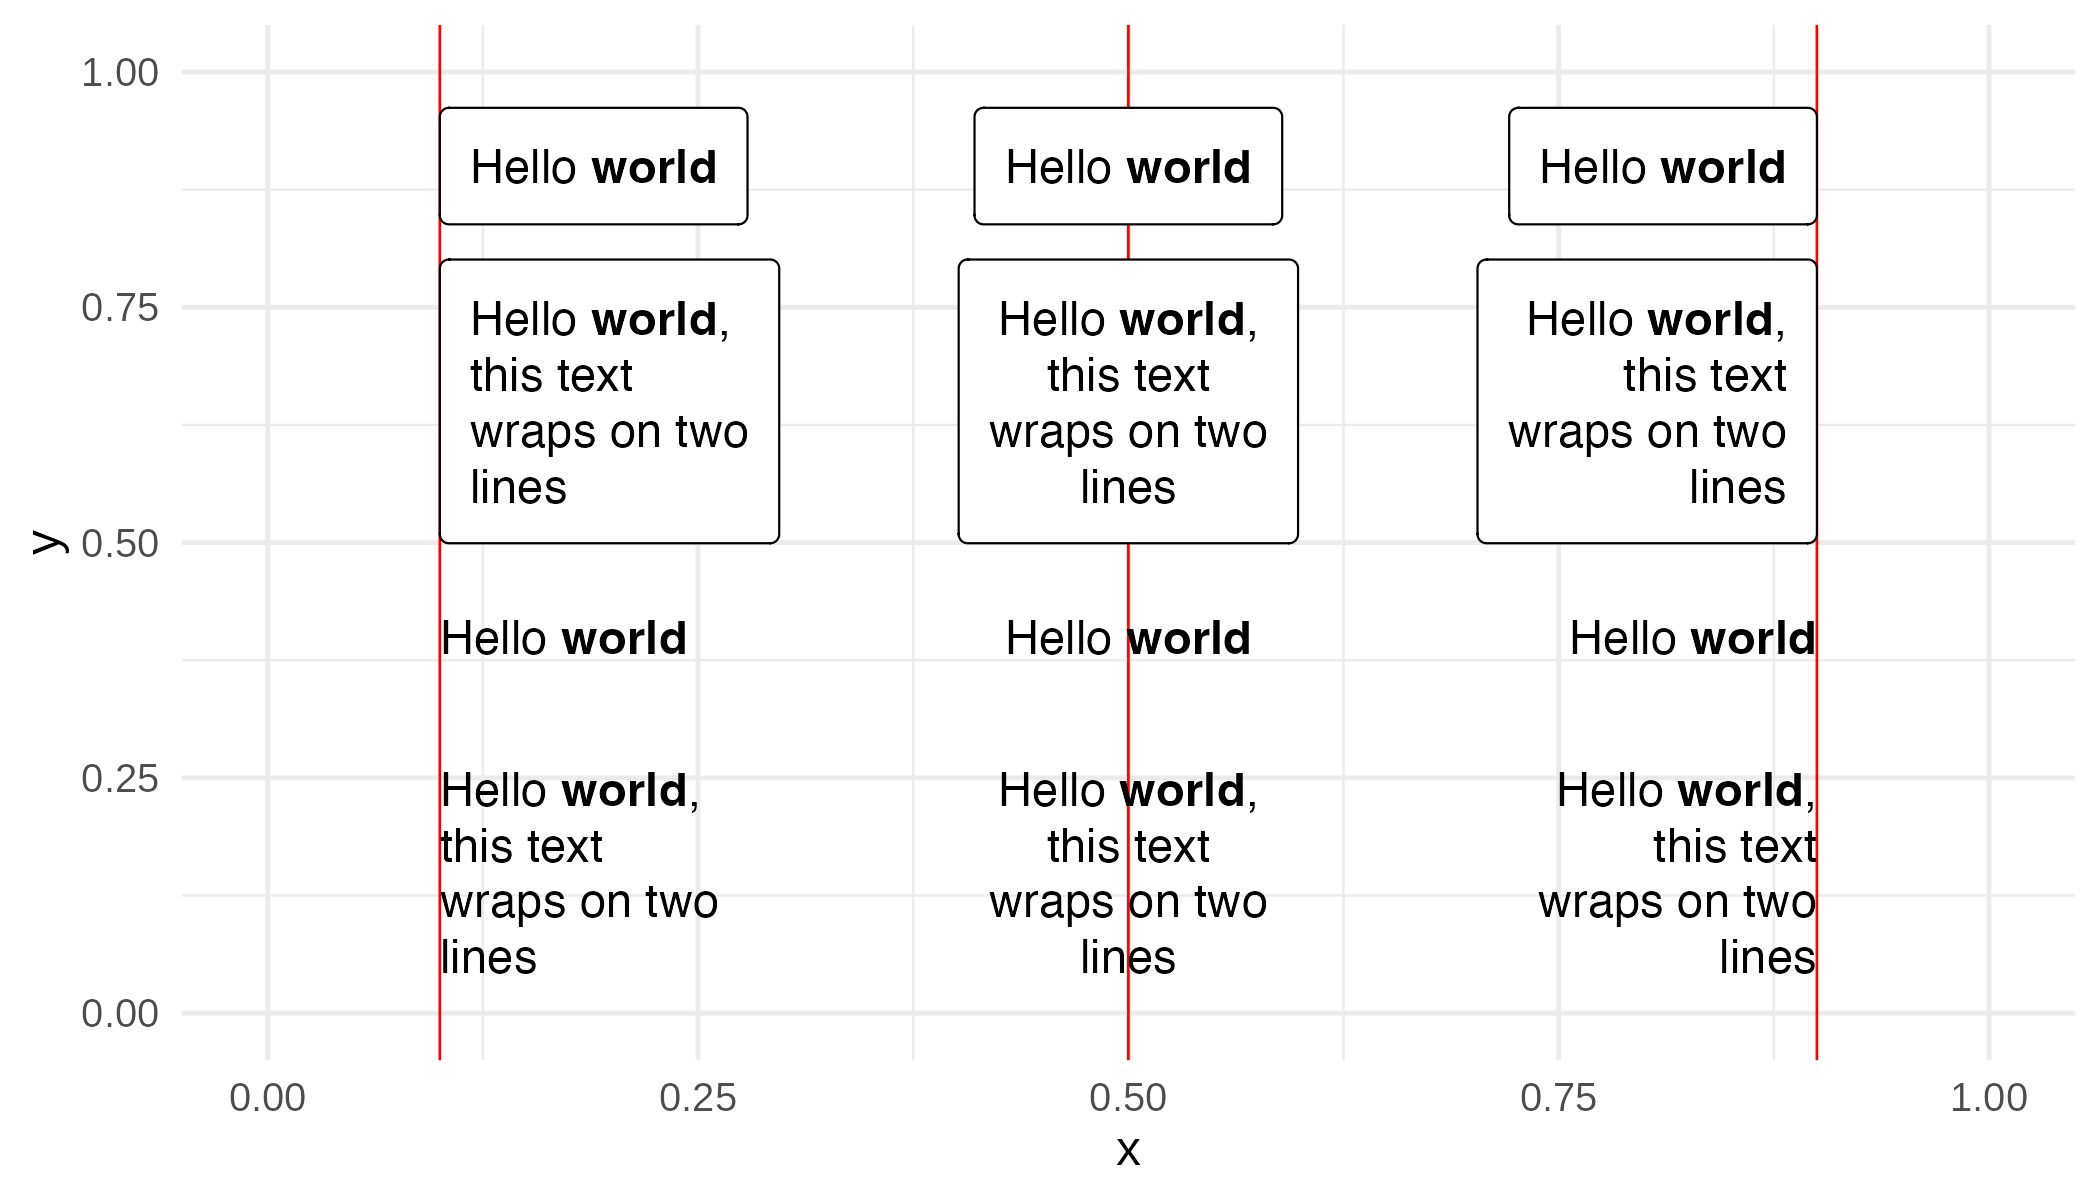 1.00
Hello world
Hello world
Hello world
0.75
Hello world,
this text
wraps on two
lines
Hello world,
this text
wraps on two
lines
Hello world,
this text
wraps on two
lines
y
0.50
Hello world
Hello world
Hello world
0.25
Hello world,
this text
wraps on two
lines
Hello world,
this text
wraps on two
lines
Hello world,
this text
wraps on two
lines
0.00
0.00 0.25 0.50 0.75 1.00
x